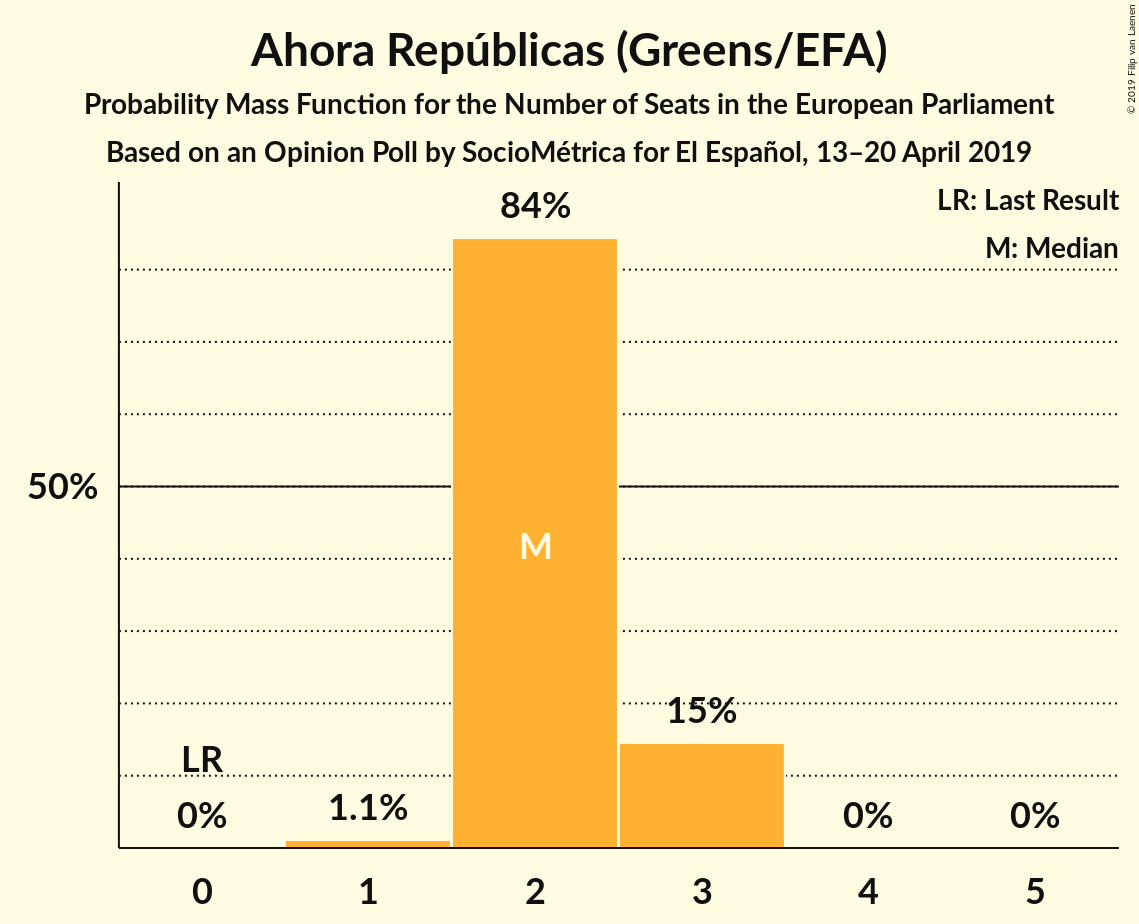 Ahora Repúblicas (Greens/EFA)
Probability Mass Function for the Number of Seats in the European Parliament
Based on an Opinion Poll by SocioMétrica for El Español, 13–20 April 2019
© 2019 Filip van Laenen
LR: Last Result
M: Median
84%
50%
M
15%
LR
0%
1.1%
0%
0%
0 1 2 3 4 5